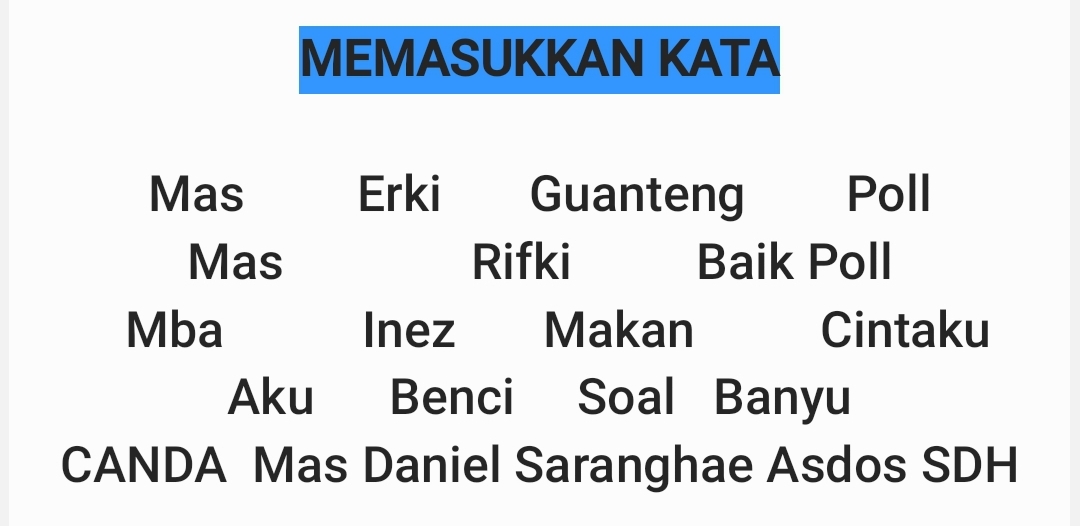 MEMASUKKAN KATA
Mas Erki Guanteng Poll
Mas Rifki Baik Poll
Mba Inez Makan Cintaku
Aku Benci Soal Banyu
CANDA Mas Daniel Saranghae Asdos SDH